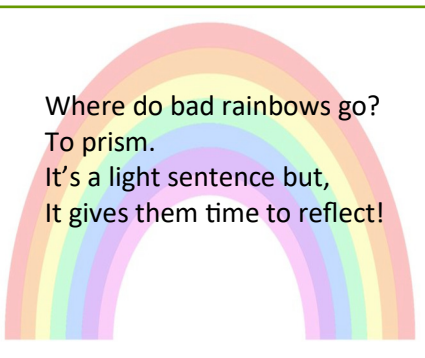 Where do bad rainbows go?
To prism.
It’s a light sentence but,
It gives them time to reflect!